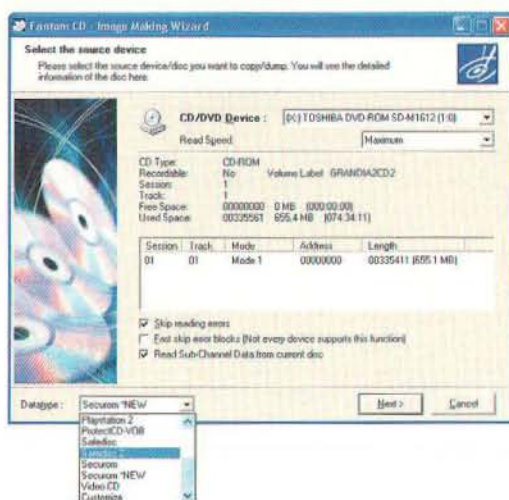 Fantom CD - Image Making Wizard
Select the source device
Please select the source device/disc you want to copy/dump. You will see the detailed
information of the disc here.
CD/DVD Device :
(X:) TOSHIBA DVD-ROM SD-M1612 (1:0)
Read Speed
Maximum
CD Type: CD-ROM
Recordable: No Volume Label GRANDIA2CD2
Session: 1
Track: 1
Free Space: 00000000 0 MB (000:00:00)
Used Space: 00335561 655.4 MB (074:34:11)
Session Track Mode Address Length
01 01 Mode 1 00000000 00335411 (655.1 MB)
Skip reading errors
Fast skip error blocks (Not every device supports this function)
Read Sub-Channel Data from current disc
Datatype : Securom *NEW
Next > Cancel
Playstation 2
ProtectCD-VOB
Safedisc
Safedisc 2
Securom
Securom *NEW
Video CD
Customize